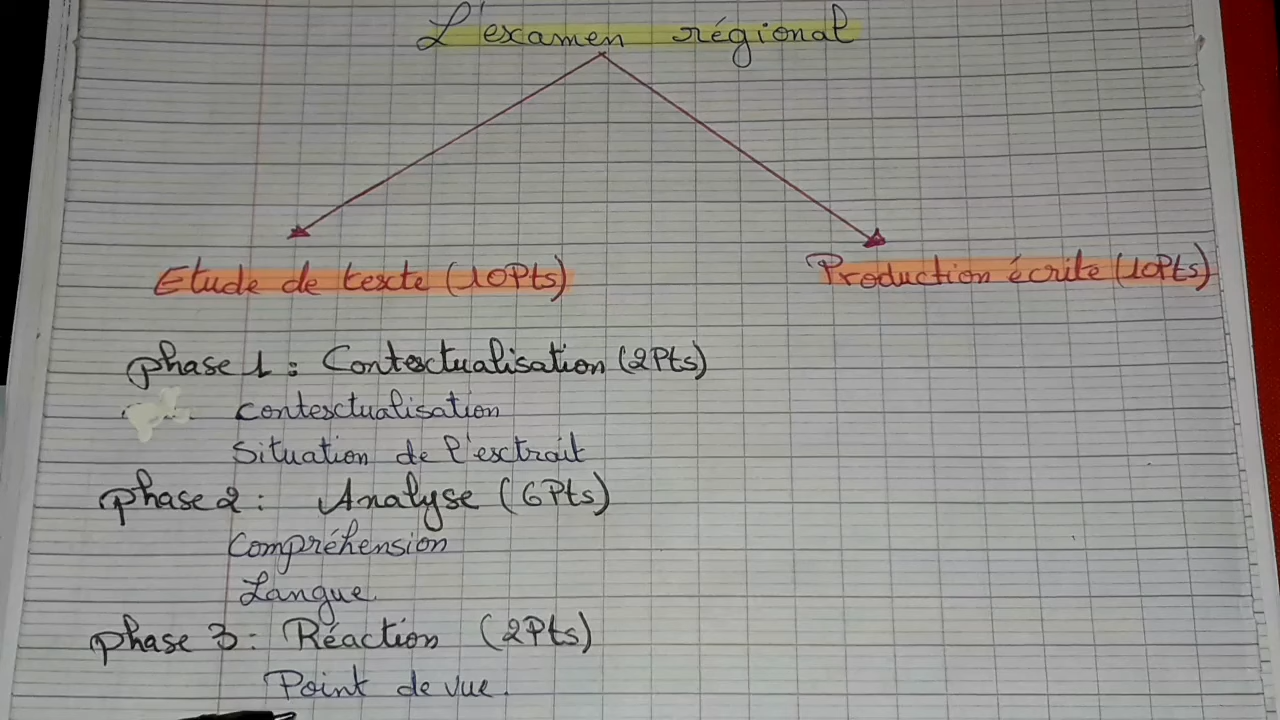 L'examen régional
Etude de texte (10Pts)
Production écrite (10Pts)
phase 1 : Contextualisation (2Pts)
contextualisation
Situation de l'extrait
phase 2 : Analyse (6Pts)
Compréhension
Langue.
phase 3 : Réaction (2Pts)
Point de vue.